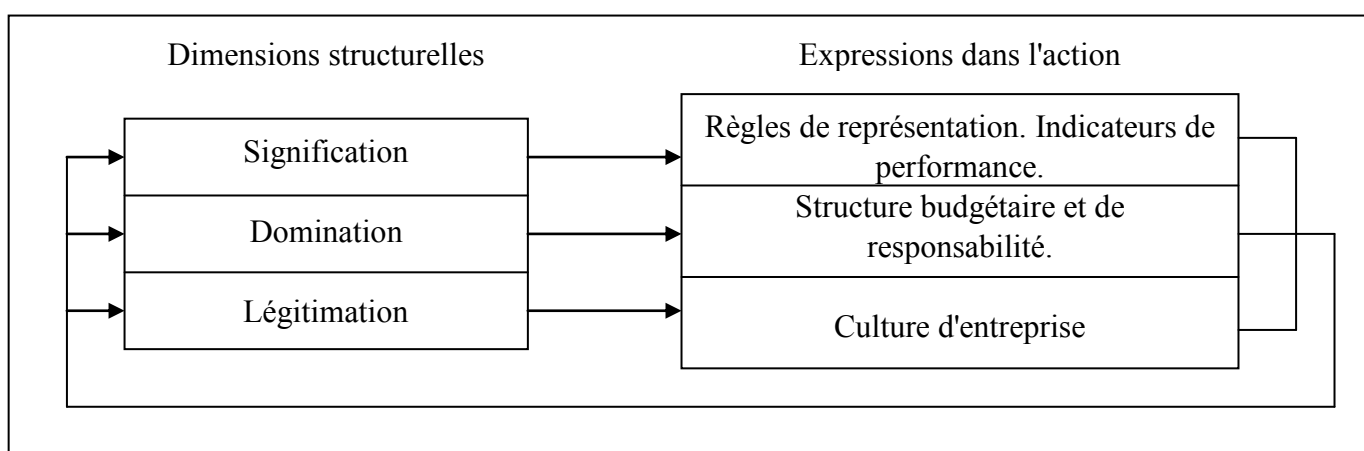 Dimensions structurelles
Expressions dans l'action
Signification
Domination
Légitimation
Règles de représentation. Indicateurs de
performance.
Structure budgétaire et de
responsabilité.
Culture d'entreprise